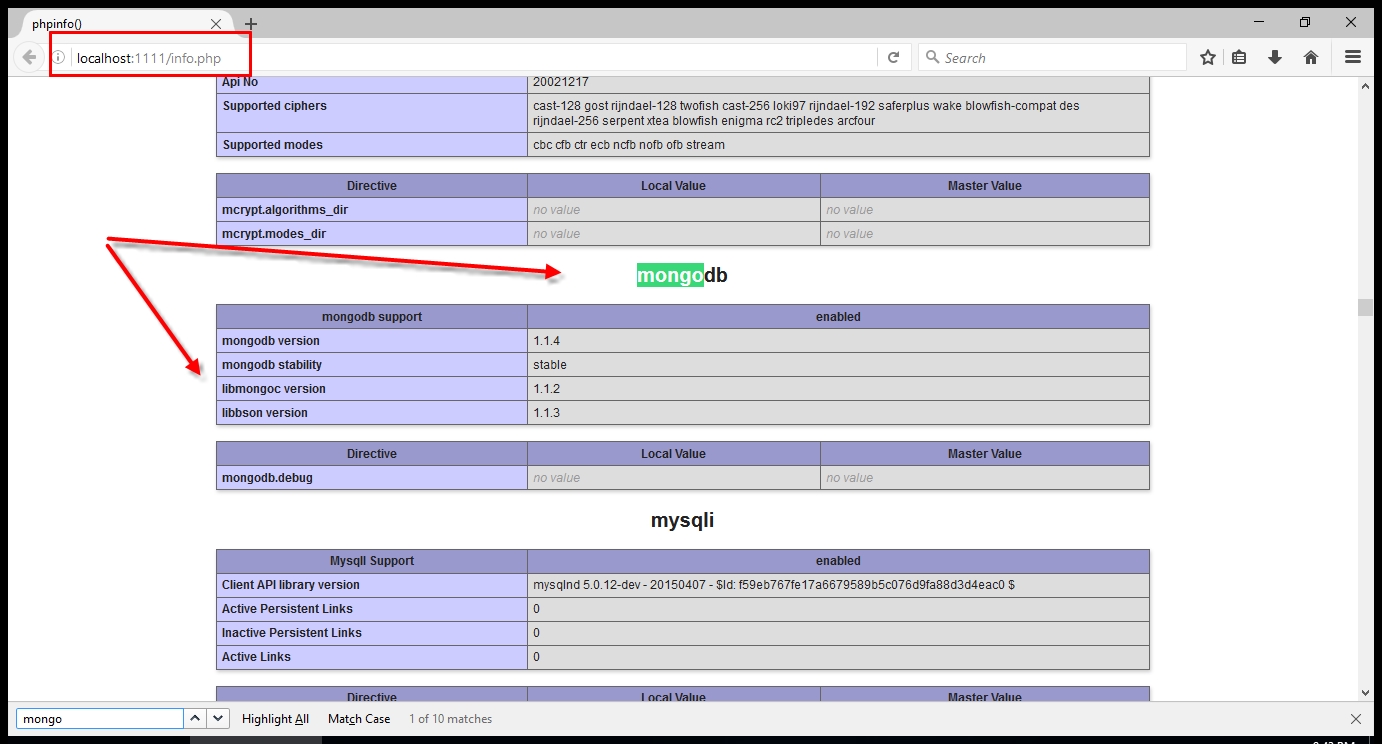 phpinfo()
localhost:1111/info.php
Search
Api No 20021217
Supported ciphers cast-128 gost rijndael-128 twofish cast-256 loki97 rijndael-192 saferplus wake blowfish-compat des
rijndael-256 serpent xtea blowfish enigma rc2 tripledes arcfour
Supported modes cbc cfb ctr ecb ncfb nofb ofb stream
Directive Local Value Master Value
mcrypt.algorithms_dir no value no value
mcrypt.modes_dir no value no value
mongodb
mongodb support enabled
mongodb version 1.1.4
mongodb stability stable
libmongoc version 1.1.2
libbson version 1.1.3
Directive Local Value Master Value
mongodb.debug no value no value
mysqli
MysqlI Support enabled
Client API library version mysqlnd 5.0.12-dev - 20150407 - $Id: f59eb767fe17a6679589b5c076d9fa88d3d4eac0 $
Active Persistent Links 0
Inactive Persistent Links 0
Active Links 0
Directive Local Value Master Value
mongo Highlight All Match Case 1 of 10 matches